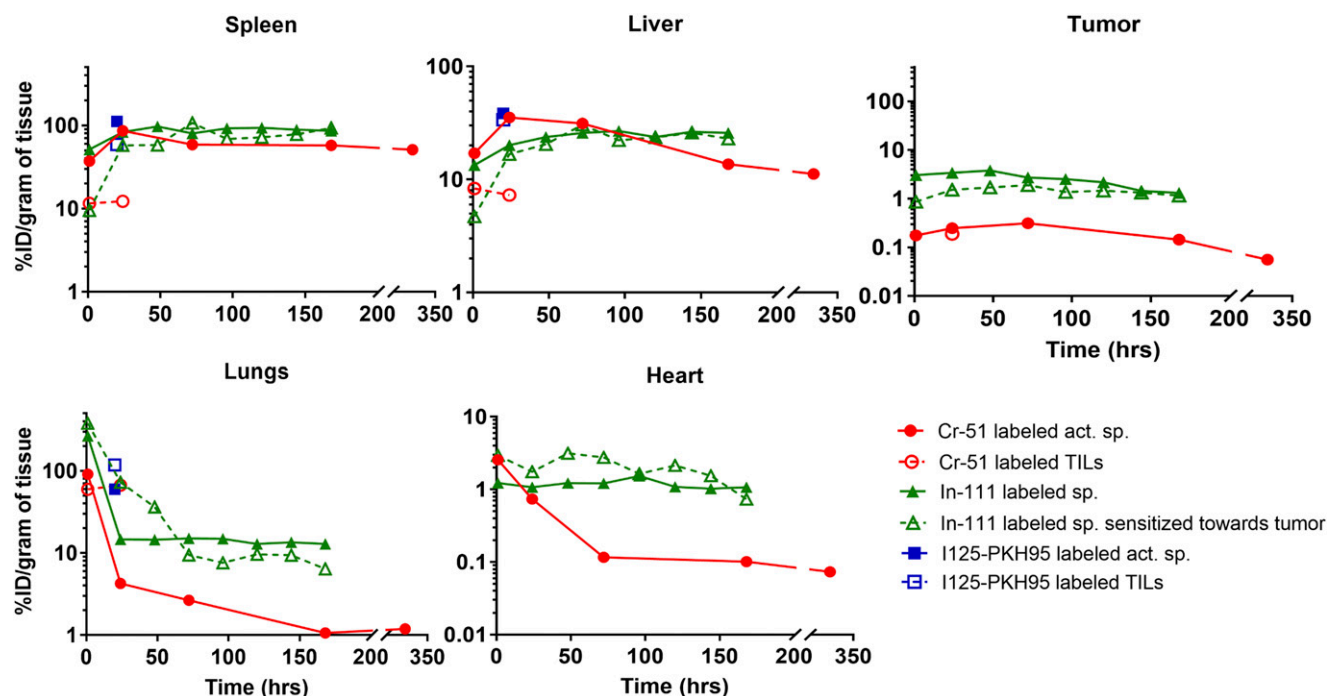 Spleen
Liver
Tumor
%ID/gram of tissue
100
10
1
0 50 100 150 200 350
100
10
1
0 50 100 150 200 350
100
10
1
0.1
0.01
0 50 100 150 200 350
Time (hrs)
Lungs
Heart
%ID/gram of tissue
100
10
1
0 50 100 150 200 350
Time (hrs)
10
1
0.1
0.01
0 50 100 150 200 350
Time (hrs)
Cr-51 labeled act. sp.
Cr-51 labeled TILs
In-111 labeled sp.
In-111 labeled sp. sensitized towards tumor
I125-PKH95 labeled act. sp.
I125-PKH95 labeled TILs